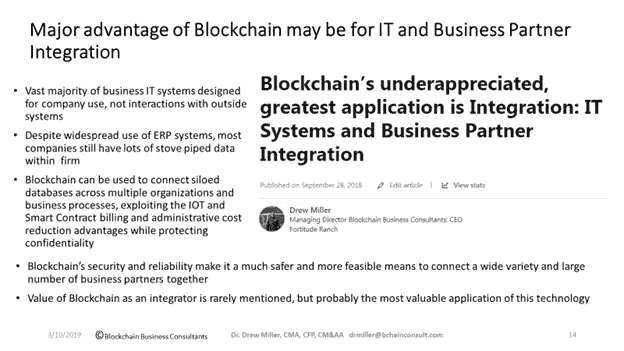 Major advantage of Blockchain may be for IT and Business Partner
Integration
• Vast majority of business IT systems designed
for company use, not interactions with outside
systems
• Despite widespread use of ERP systems, most
companies still have lots of stove piped data
within firm
• Blockchain can be used to connect siloed
databases across multiple organizations and
business processes, exploiting the IOT and
Smart Contract billing and administrative cost
reduction advantages while protecting
confidentiality
Blockchain's underappreciated,
greatest application is Integration: IT
Systems and Business Partner
Integration
Published on September 28, 2018 Edit article | View stats
Drew Miller
Managing Director Blockchain Business Consultants; CEO
Fortitude Ranch
• Blockchain's security and reliability make it a much safer and more feasible means to connect a wide variety and large
number of business partners together
• Value of Blockchain as an integrator is rarely mentioned, but probably the most valuable application of this technology
3/10/2019 ©Blockchain Business Consultants Dr. Drew Miller, CMA, CFP, CM&AA drmiller@bchainconsult.com 14